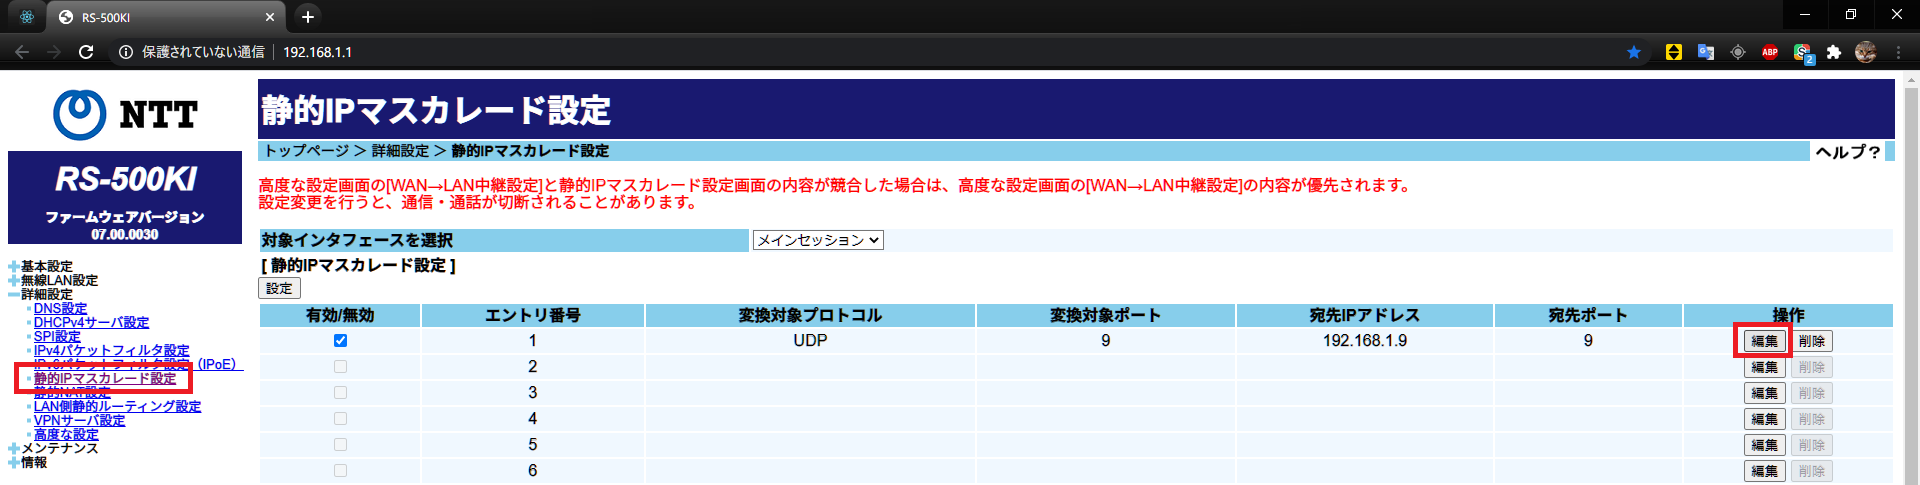 RS-500KI
保護されていない通信 192.168.1.1
ABP
2
NTT
RS-500KI
ファームウェアバージョン
07.00.0030
基本設定
無線LAN設定
詳細設定
DNS設定
DHCPv4サーバ設定
SPI設定
IPv4パケットフィルタ設定
IPv6パケットフィルタ設定（IPoE）
静的IPマスカレード設定
静的NAT設定
LAN側静的ルーティング設定
VPNサーバ設定
高度な設定
メンテナンス
情報
静的IPマスカレード設定
トップページ ＞ 詳細設定 ＞ 静的IPマスカレード設定
ヘルプ？
高度な設定画面の[WAN→LAN中継設定]と静的IPマスカレード設定画面の内容が競合した場合は、高度な設定画面の[WAN→LAN中継設定]の内容が優先されます。
設定変更を行うと、通信・通話が切断されることがあります。
対象インタフェースを選択 メインセッション
[ 静的IPマスカレード設定 ]
設定
有効/無効 エントリ番号 変換対象プロトコル 変換対象ポート 宛先IPアドレス 宛先ポート 操作
1 UDP 9 192.168.1.9 9 編集 削除
2 編集 削除
3 編集 削除
4 編集 削除
5 編集 削除
6 編集 削除